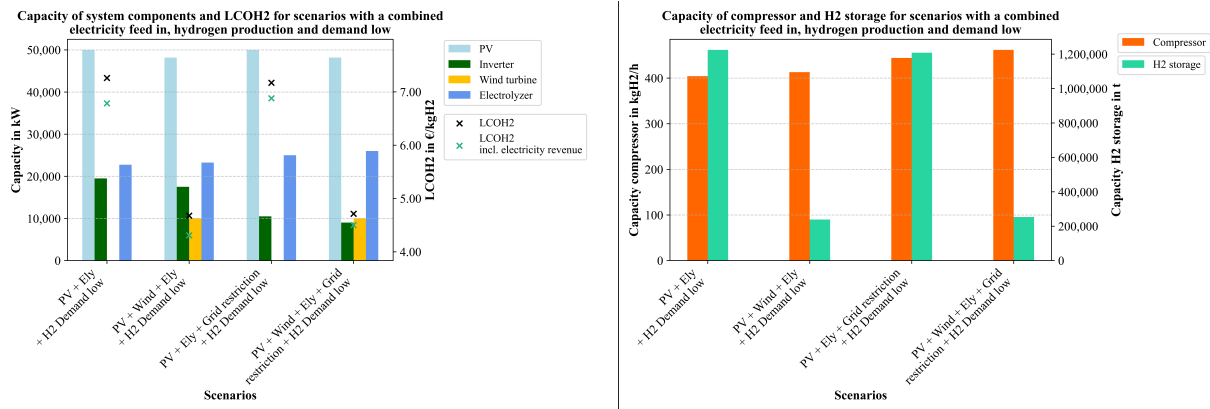 Capacity of system components and LCOH2 for scenarios with a combined
electricity feed in, hydrogen production and demand low
50,000
40,000
30,000
20,000
10,000
0
Capacity in kW
7.00
6.00
5.00
4.00
LCOH2 in €/kgH2
PV
Inverter
Wind turbine
Electrolyzer
LCOH2
LCOH2
incl. electricity revenue
PV + Ely
+ H2 Demand low
PV + Wind + Ely
+ H2 Demand low
PV + Ely + Grid restriction
+ H2 Demand low
PV + Wind + Ely + Grid
restriction + H2 Demand low
Scenarios
Capacity of compressor and H2 storage for scenarios with a combined
electricity feed in, hydrogen production and demand low
400
300
200
100
0
Capacity compressor in kgH2/h
1,200,000
1,000,000
800,000
600,000
400,000
200,000
0
Capacity H2 storage in t
Compressor
H2 storage
PV + Ely
+ H2 Demand low
PV + Wind + Ely
+ H2 Demand low
PV + Ely + Grid restriction
+ H2 Demand low
PV + Wind + Ely + Grid
restriction + H2 Demand low
Scenarios